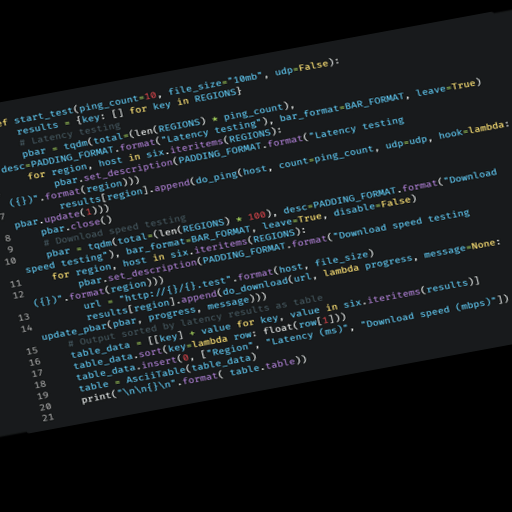 ef start_test(ping_count=10, file_size="10mb", udp=False):
results = {key: [] for key in REGIONS}
# Latency testing
pbar = tqdm(total=(len(REGIONS) * ping_count),
desc=PADDING_FORMAT.format("Latency testing"), bar_format=BAR_FORMAT, leave=True)
for region, host in six.iteritems(REGIONS):
pbar.set_description(PADDING_FORMAT.format("Latency testing
({})".format(region)))
7 results[region].append(do_ping(host, count=ping_count, udp=udp, hook=lambda:
pbar.update(1)))
8 pbar.close()
9 # Download speed testing
10 pbar = tqdm(total=(len(REGIONS) * 100), desc=PADDING_FORMAT.format("Download
speed testing"), bar_format=BAR_FORMAT, leave=True, disable=False)
11 for region, host in six.iteritems(REGIONS):
12 pbar.set_description(PADDING_FORMAT.format("Download speed testing
({})".format(region)))
13 url = "http://{}/{}.test".format(host, file_size)
14 results[region].append(do_download(url, lambda progress, message=None:
update_pbar(pbar, progress, message)))
15 # Output sorted by latency results as table
16 table_data = [[key] + value for key, value in six.iteritems(results)]
17 table_data.sort(key=lambda row: float(row[1]))
18 table_data.insert(0, ["Region", "Latency (ms)", "Download speed (mbps)"])
19 table = AsciiTable(table_data)
20 print("\n\n{}\n".format( table.table))
21